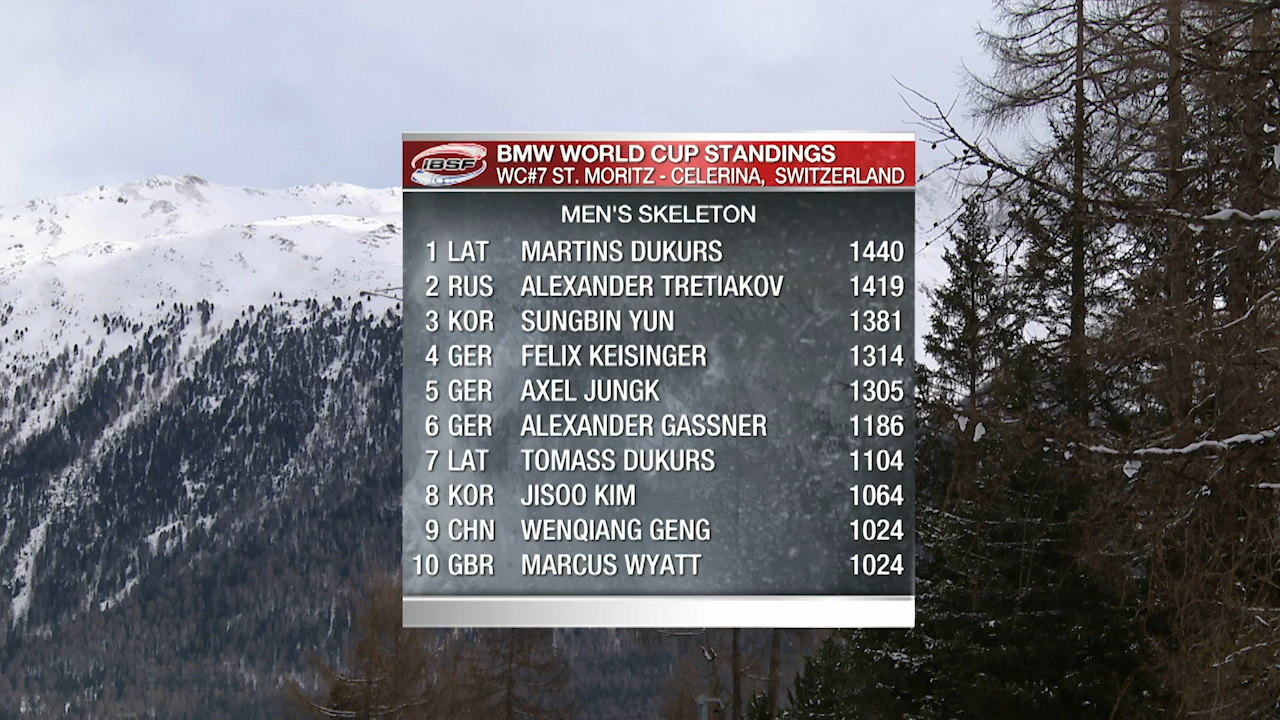 IBSF
BMW WORLD CUP STANDINGS
WC#7 ST. MORITZ - CELERINA, SWITZERLAND
MEN'S SKELETON
1 LAT MARTINS DUKURS 1440
2 RUS ALEXANDER TRETIAKOV 1419
3 KOR SUNGBIN YUN 1381
4 GER FELIX KEISINGER 1314
5 GER AXEL JUNGK 1305
6 GER ALEXANDER GASSNER 1186
7 LAT TOMASS DUKURS 1104
8 KOR JISOO KIM 1064
9 CHN WENQIANG GENG 1024
10 GBR MARCUS WYATT 1024